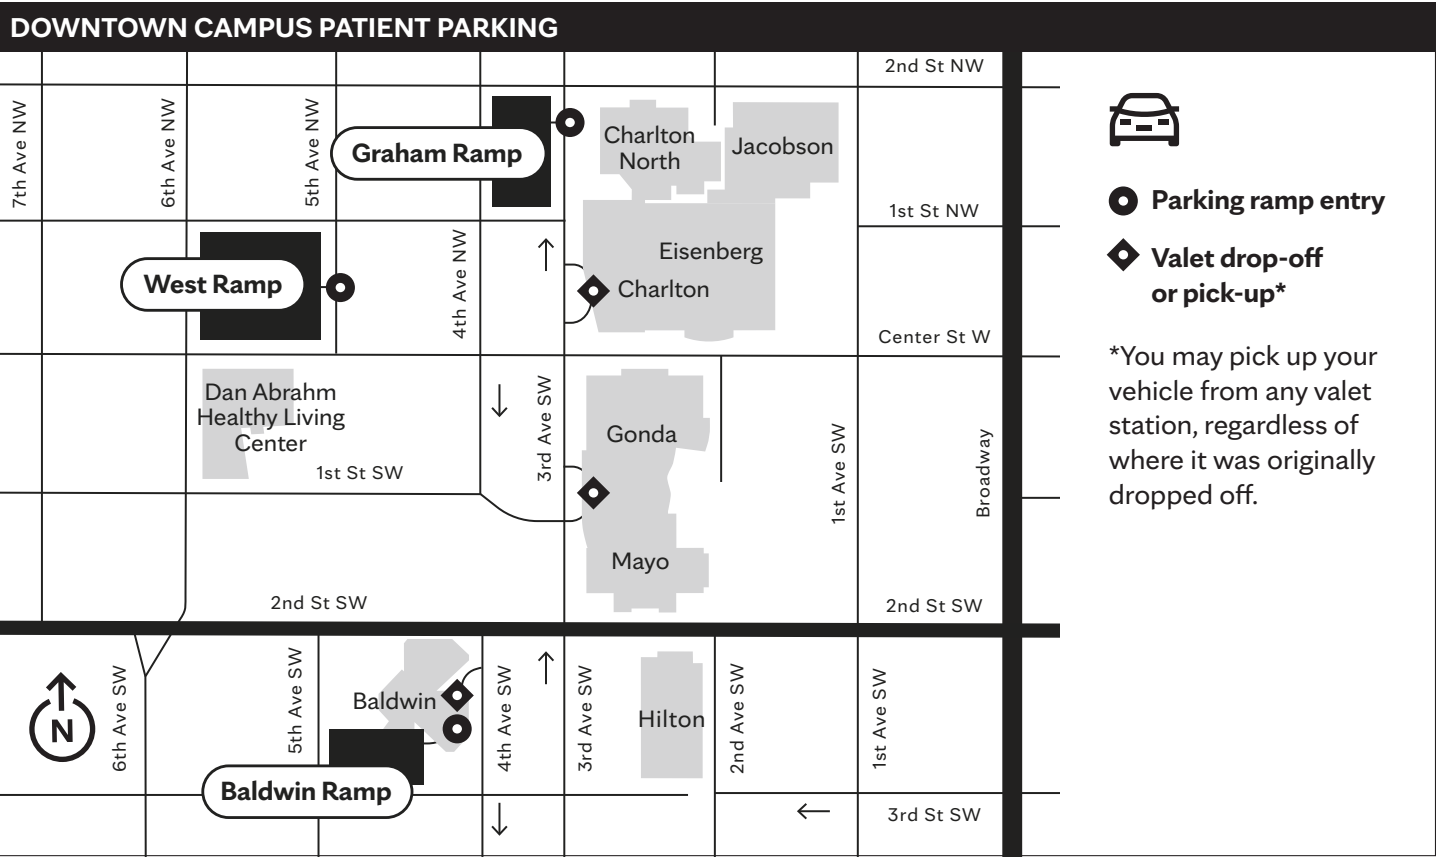 DOWNTOWN CAMPUS PATIENT PARKING
2nd St NW
7th Ave NW
6th Ave NW
5th Ave NW
Graham Ramp
Charlton
North
Jacobson
1st St NW
4th Ave NW
West Ramp
Eisenberg
Charlton
Center St W
Dan Abrahm
Healthy Living
Center
1st St SW
3rd Ave SW
Gonda
1st Ave SW
Broadway
Mayo
2nd St SW
2nd St SW
N
6th Ave SW
5th Ave SW
Baldwin
4th Ave SW
3rd Ave SW
Hilton
2nd Ave SW
1st Ave SW
Baldwin Ramp
3rd St SW
Parking ramp entry
Valet drop-off
or pick-up*
*You may pick up your
vehicle from any valet
station, regardless of
where it was originally
dropped off.